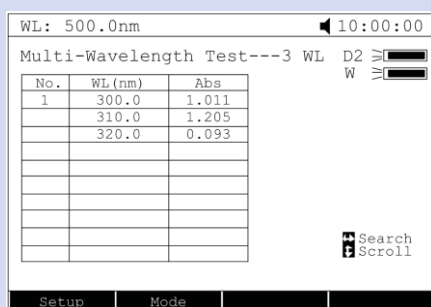 WL: 500.0nm 10:00:00
Multi-Wavelength Test---3 WL D2
W
No. WL(nm) Abs
1 300.0 1.011
310.0 1.205
320.0 0.093
Search
Scroll
Setup Mode